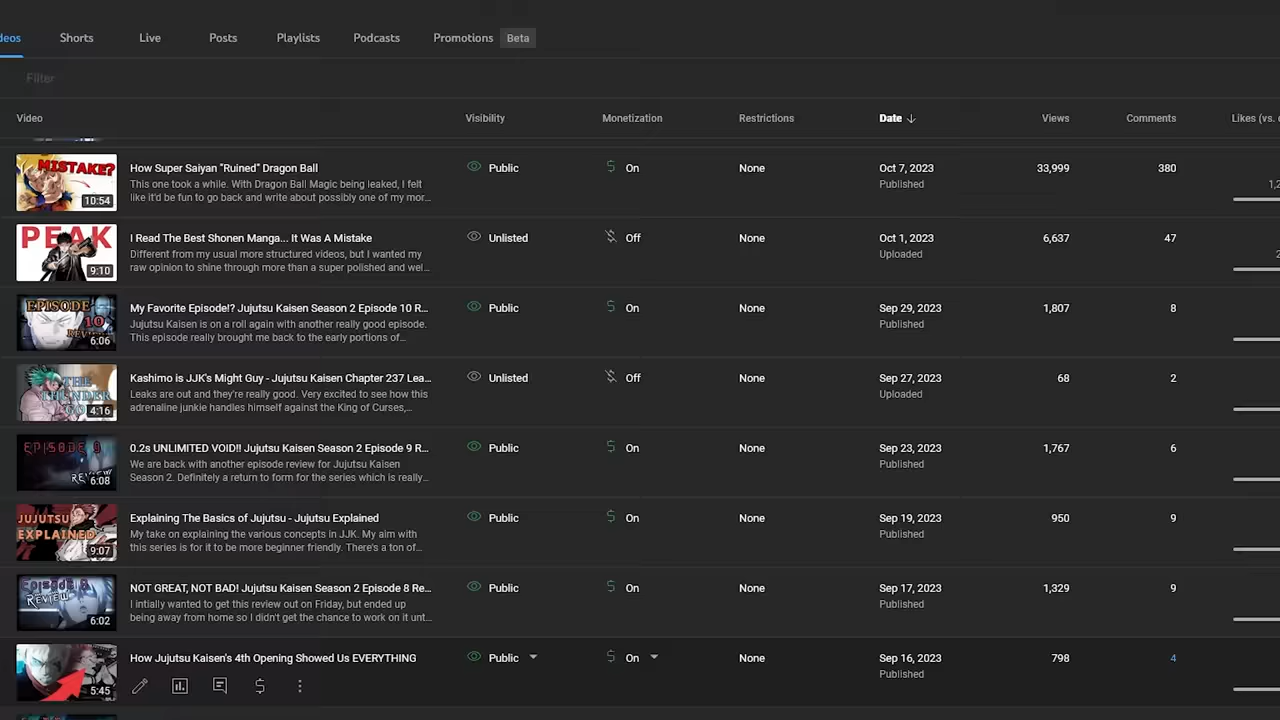 deos Shorts Live Posts Playlists Podcasts Promotions Beta
Filter
Video Visibility Monetization Restrictions Date Views Comments Likes (vs.
MISTAKE? 10:54 How Super Saiyan "Ruined" Dragon Ball Public On None Oct 7, 2023 33,999 380
This one took a while. With Dragon Ball Magic being leaked, I felt Published
like it'd be fun to go back and write about possibly one of my mor...
PEAK 9:10 I Read The Best Shonen Manga... It Was A Mistake Unlisted Off None Oct 1, 2023 6,637 47
Different from my usual more structured videos, but I wanted my Uploaded
raw opinion to shine through more than a super polished and wel...
EPISODE 10 REVIEW 6:06 My Favorite Episode!? Jujutsu Kaisen Season 2 Episode 10 R... Public On None Sep 29, 2023 1,807 8
Jujutsu Kaisen is on a roll again with another really good episode. Published
This episode really brought me back to the early portions of...
THE THUNDER GO 4:16 Kashimo is JJK's Might Guy - Jujutsu Kaisen Chapter 237 Lea... Unlisted Off None Sep 27, 2023 68 2
Leaks are out and they're really good. Very excited to see how this Uploaded
adrenaline junkie handles himself against the King of Curses,...
EPISODE 9 REVIEW 6:08 0.2s UNLIMITED VOID!! Jujutsu Kaisen Season 2 Episode 9 R... Public On None Sep 23, 2023 1,767 6
We are back with another episode review for Jujutsu Kaisen Published
Season 2. Definitely a return to form for the series which is really...
JUJUTSU EXPLAINED 9:07 Explaining The Basics of Jujutsu - Jujutsu Explained Public On None Sep 19, 2023 950 9
My take on explaining the various concepts in JJK. My aim with Published
this series is for it to be more beginner friendly. There's a ton of...
EPISODE 8 REVIEW 6:02 NOT GREAT, NOT BAD! Jujutsu Kaisen Season 2 Episode 8 Re... Public On None Sep 17, 2023 1,329 9
I intially wanted to get this review out on Friday, but ended up Published
being away from home so I didn't get the chance to work on it unt...
5:45 How Jujutsu Kaisen's 4th Opening Showed Us EVERYTHING Public On None Sep 16, 2023 798 4
Published